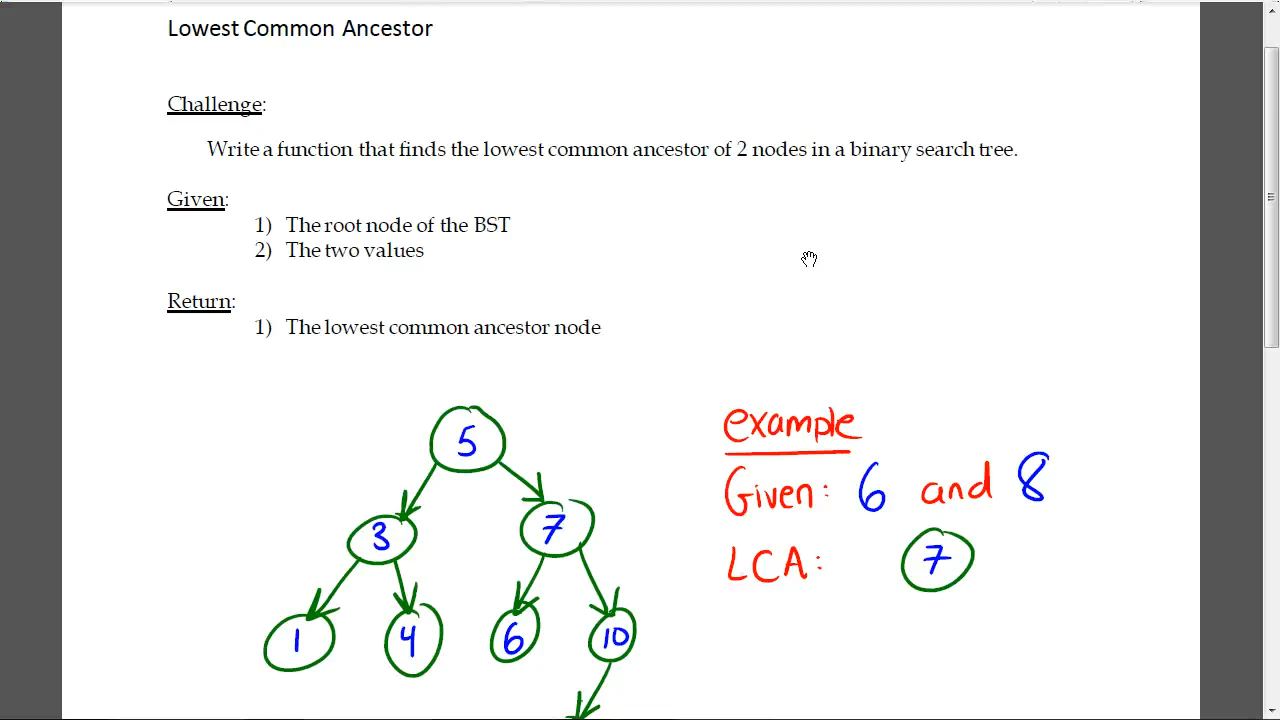 Lowest Common Ancestor
Challenge:
Write a function that finds the lowest common ancestor of 2 nodes in a binary search tree.
Given:
1) The root node of the BST
2) The two values
Return:
1) The lowest common ancestor node
5
3 7
1 4 6 10
example
Given: 6 and 8
LCA: 7